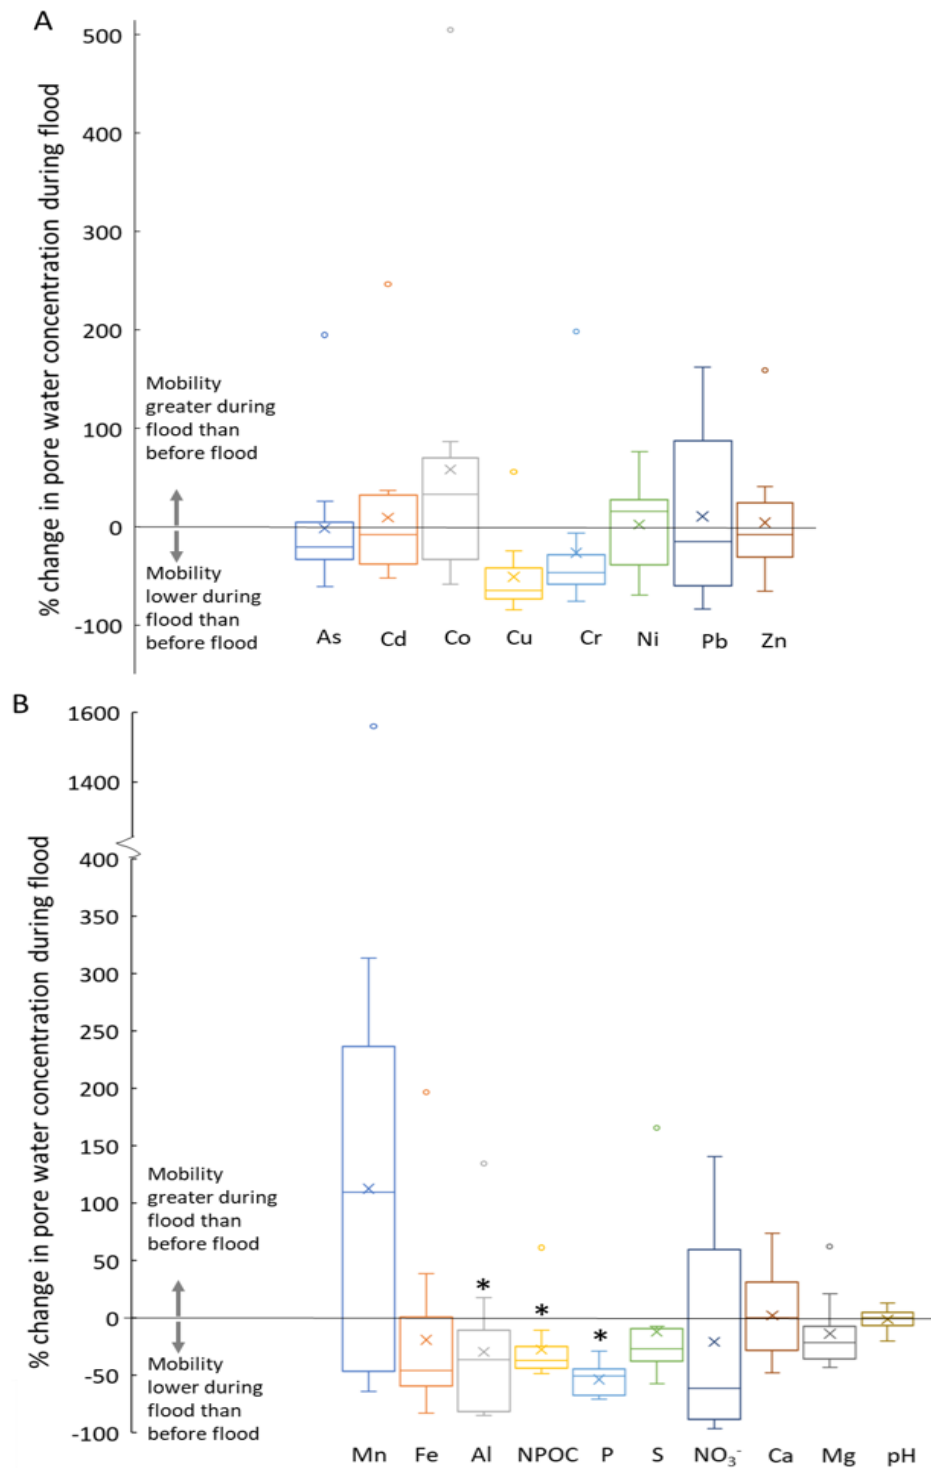 A
% change in pore water concentration during flood
500
400
300
200
100
0
-100
Mobility
greater during
flood than
before flood
Mobility
lower during
flood than
before flood
As Cd Co Cu Cr Ni Pb Zn
B
% change in pore water concentration during flood
1600
1400
400
350
300
250
200
150
100
50
0
-50
-100
Mobility
greater during
flood than
before flood
Mobility
lower during
flood than
before flood
* * *
Mn Fe Al NPOC P S NO₃⁻ Ca Mg pH